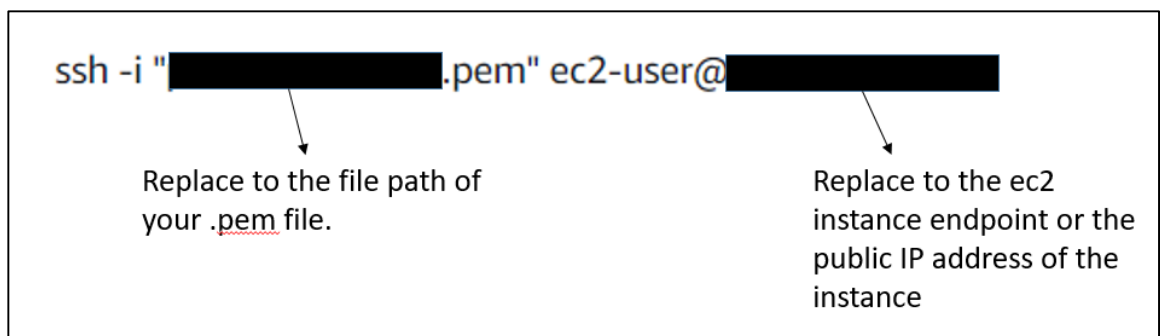 ssh -i ".pem" ec2-user@
Replace to the file path of
your .pem file.
Replace to the ec2
instance endpoint or the
public IP address of the
instance